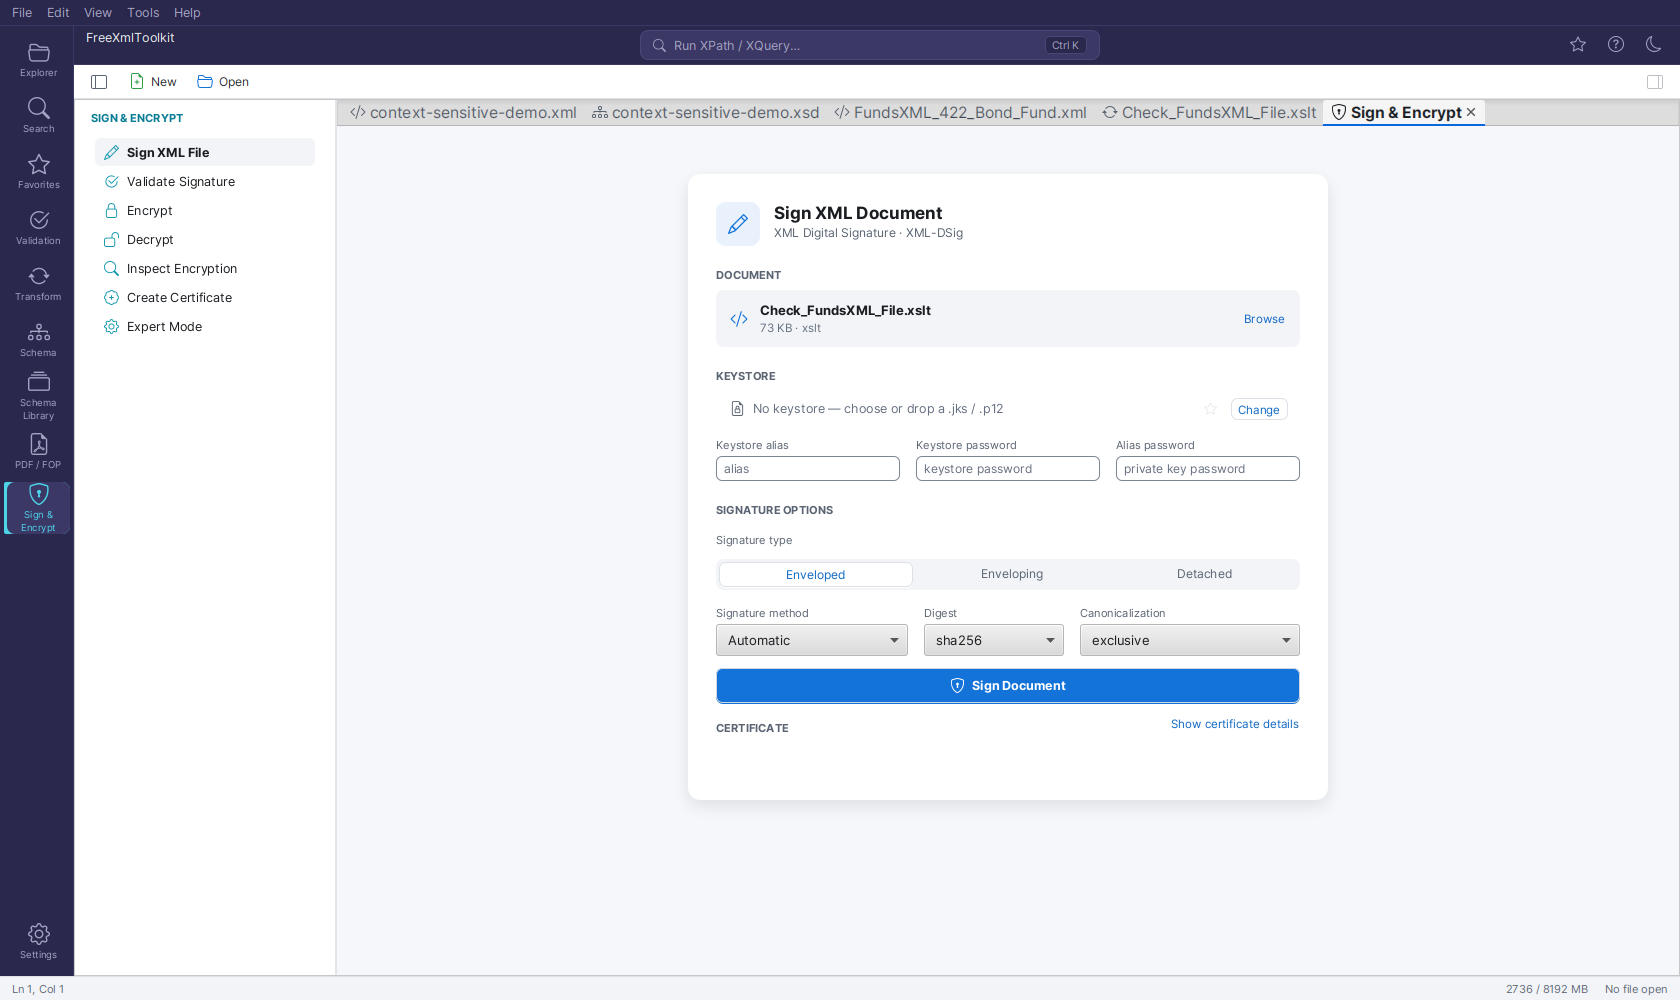 File Edit View Tools Help
FreeXmlToolkit
Run XPath / XQuery... Ctrl K
New Open
Explorer
Search
Favorites
Validation
Transform
Schema
Schema
Library
PDF / FOP
Sign &
Encrypt
Settings
SIGN & ENCRYPT
Sign XML File
Validate Signature
Encrypt
Decrypt
Inspect Encryption
Create Certificate
Expert Mode
context-sensitive-demo.xml context-sensitive-demo.xsd FundsXML_422_Bond_Fund.xml Check_FundsXML_File.xslt Sign & Encrypt
Sign XML Document
XML Digital Signature · XML-DSig
DOCUMENT
Check_FundsXML_File.xslt
73 KB · xslt
Browse
KEYSTORE
No keystore — choose or drop a .jks / .p12 Change
Keystore alias Keystore password Alias password
alias keystore password private key password
SIGNATURE OPTIONS
Signature type
Enveloped Enveloping Detached
Signature method Digest Canonicalization
Automatic sha256 exclusive
Sign Document
CERTIFICATE Show certificate details
Ln 1, Col 1 2736 / 8192 MB No file open